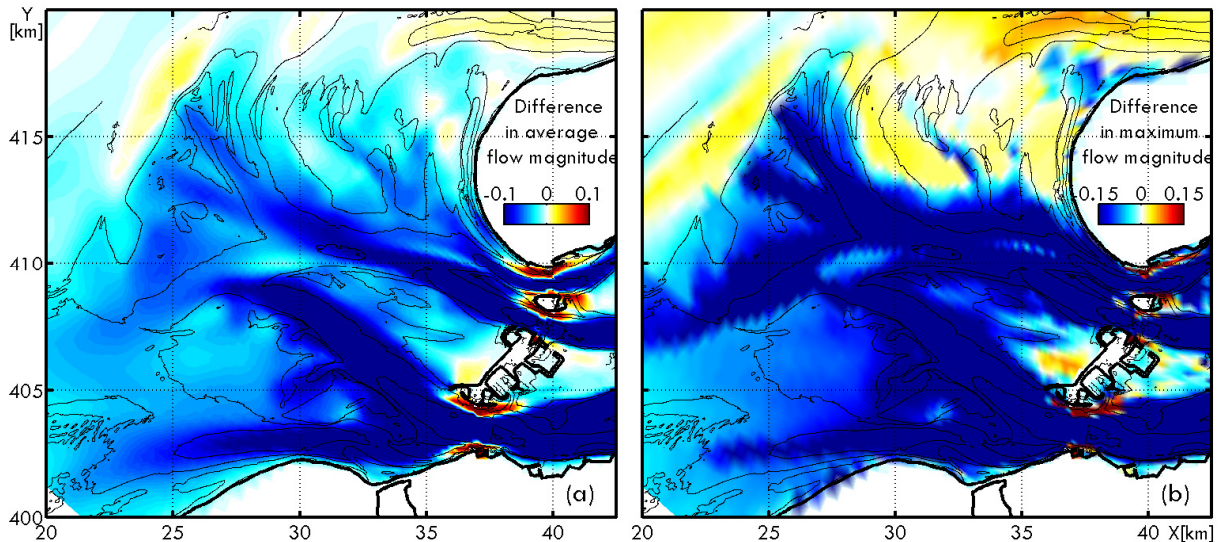 Y
[km]
415
410
405
400
20
25
30
35
40
Difference
in average
flow magnitude
-0.1 0 0.1
(a)
Difference
in maximum
flow magnitude
-0.15 0 0.15
(b)
20
25
30
35
40
X[km]